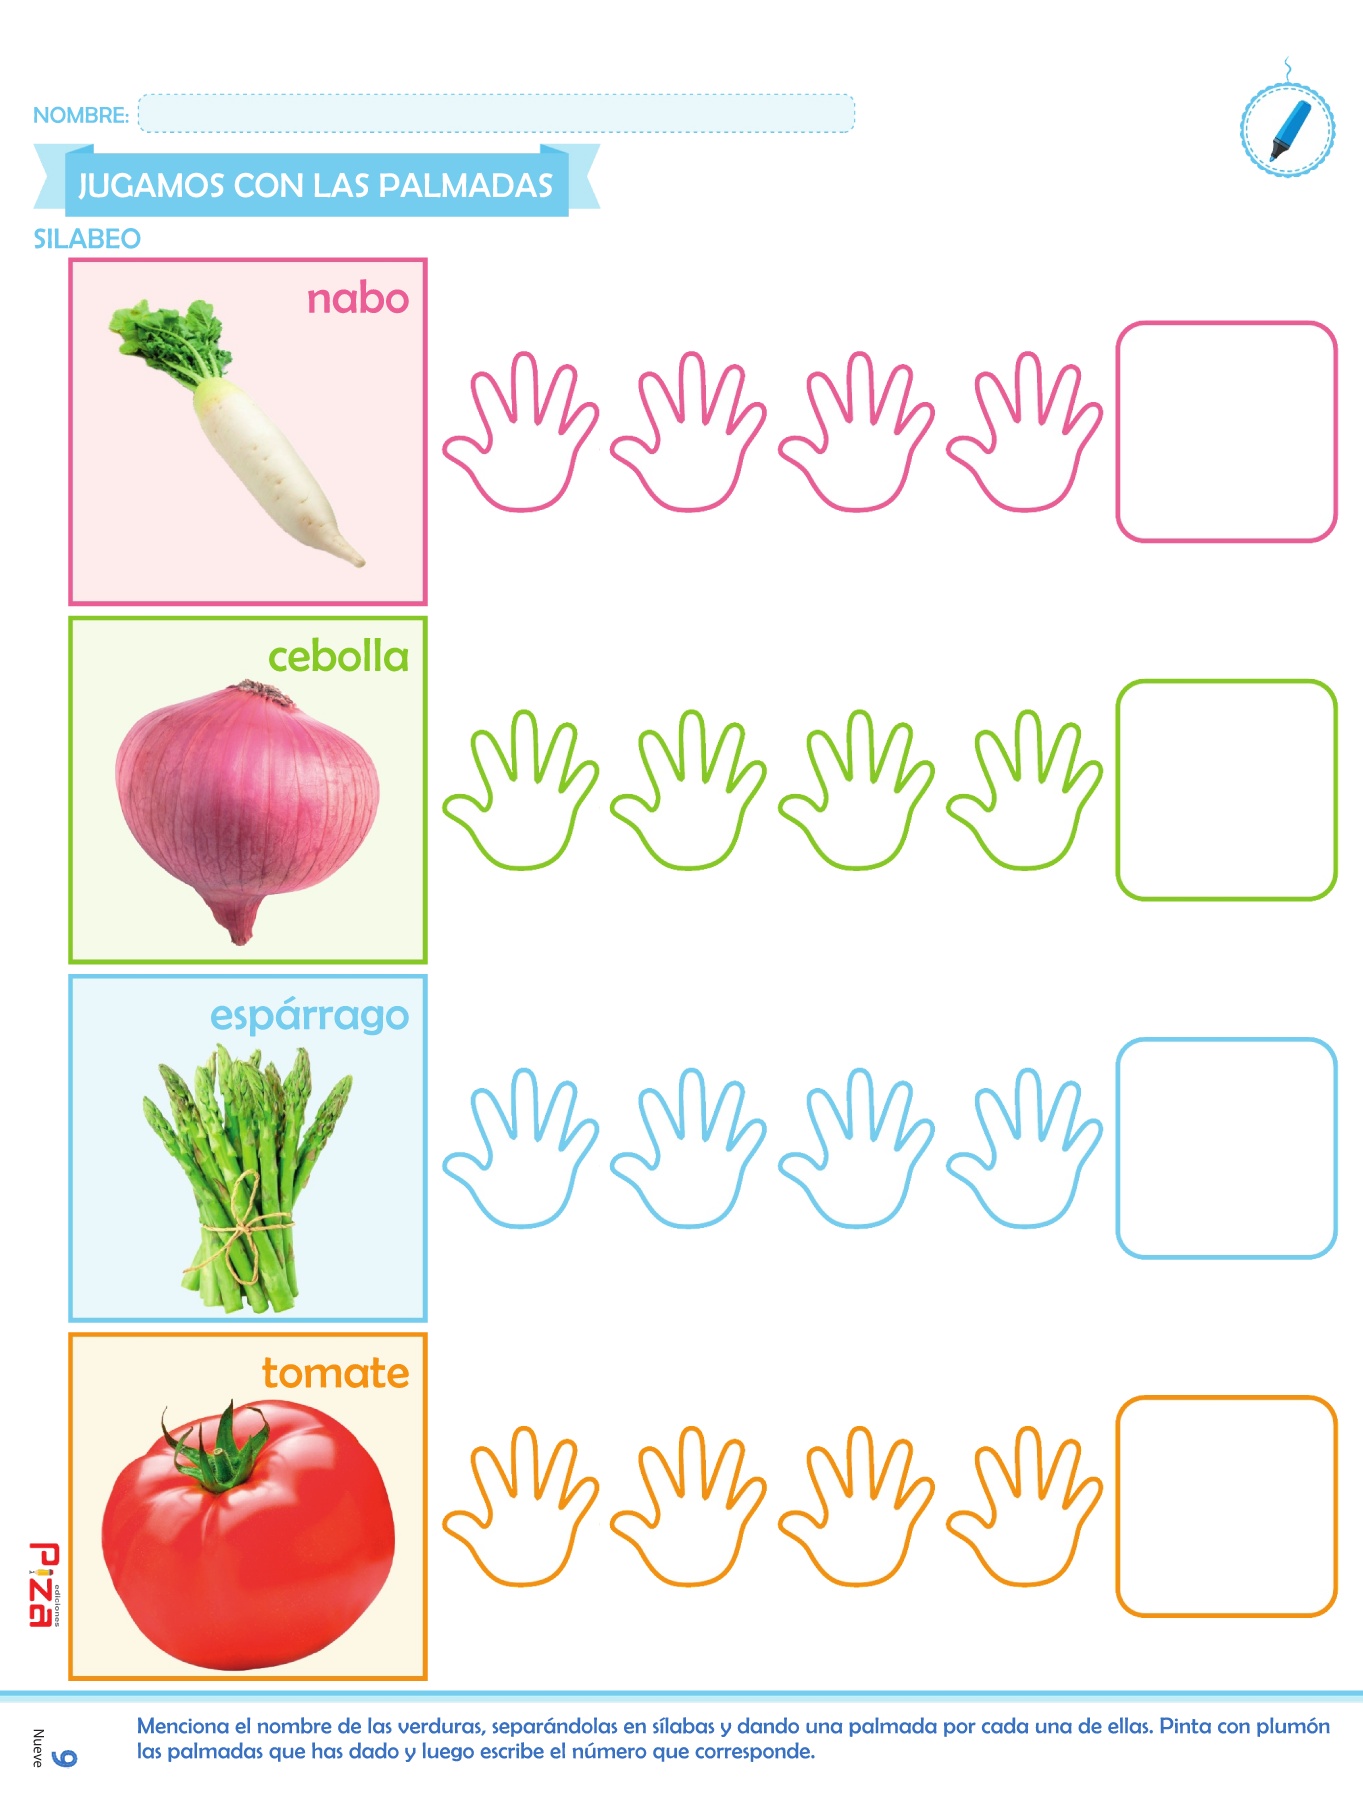 NOMBRE:
JUGAMOS CON LAS PALMADAS
SILABEO
nabo
cebolla
espárrago
tomate
Piza
ediciones
Nueve
9
Menciona el nombre de las verduras, separándolas en sílabas y dando una palmada por cada una de ellas. Pinta con plumón
las palmadas que has dado y luego escribe el número que corresponde.